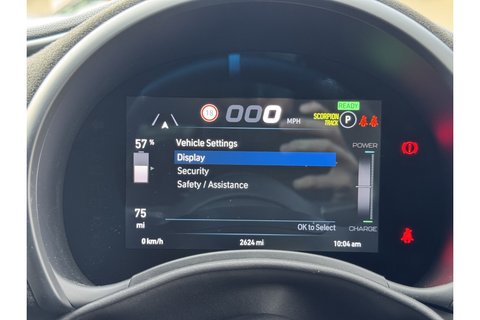 READY
000 MPH
SCORPION
TRACK
P
57 %
Vehicle Settings
POWER
Display
Security
Safety / Assistance
75
mi
OK to Select
CHARGE
0 km/h
2624 mi
10:04 am